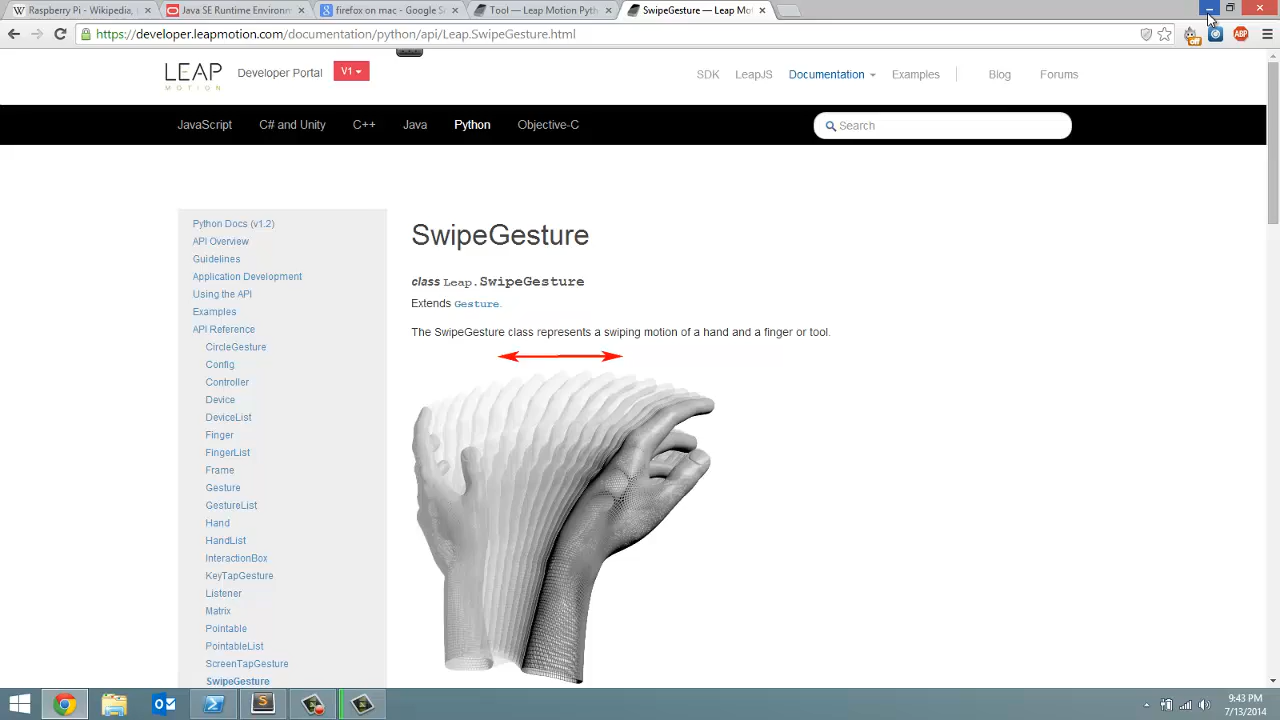 Raspberry Pi - Wikipedia,
Java SE Runtime Environm
firefox on mac - Google S
Tool — Leap Motion Pyth
SwipeGesture — Leap Mot
https://developer.leapmotion.com/documentation/python/api/Leap.SwipeGesture.html
off
ABP
LEAP
MOTION
Developer Portal
V1
SDK
LeapJS
Documentation
Examples
Blog
Forums
JavaScript
C# and Unity
C++
Java
Python
Objective-C
Search
Python Docs (v1.2)
API Overview
Guidelines
Application Development
Using the API
Examples
API Reference
CircleGesture
Config
Controller
Device
DeviceList
Finger
FingerList
Frame
Gesture
GestureList
Hand
HandList
InteractionBox
KeyTapGesture
Listener
Matrix
Pointable
PointableList
ScreenTapGesture
SwipeGesture
SwipeGesture
class Leap.SwipeGesture
Extends Gesture.
The SwipeGesture class represents a swiping motion of a hand and a finger or tool.
9:43 PM
7/13/2014